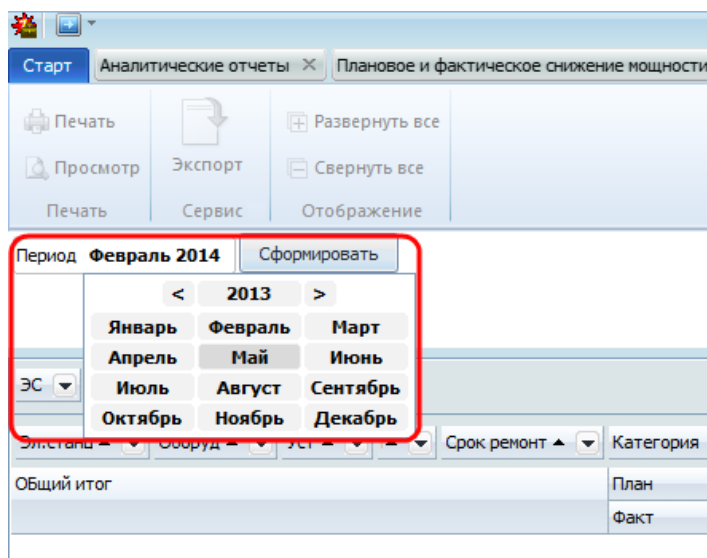 Старт Аналитические отчеты Плановое и фактическое снижение мощности
Печать Развернуть все
Просмотр Экспорт Свернуть все
Печать Сервис Отображение
Период Февраль 2014 Сформировать
< 2013 >
Январь Февраль Март
Апрель Май Июнь
Июль Август Сентябрь
Октябрь Ноябрь Декабрь
ЭС
Срок ремонт Категория
ОБщий итог План
Факт